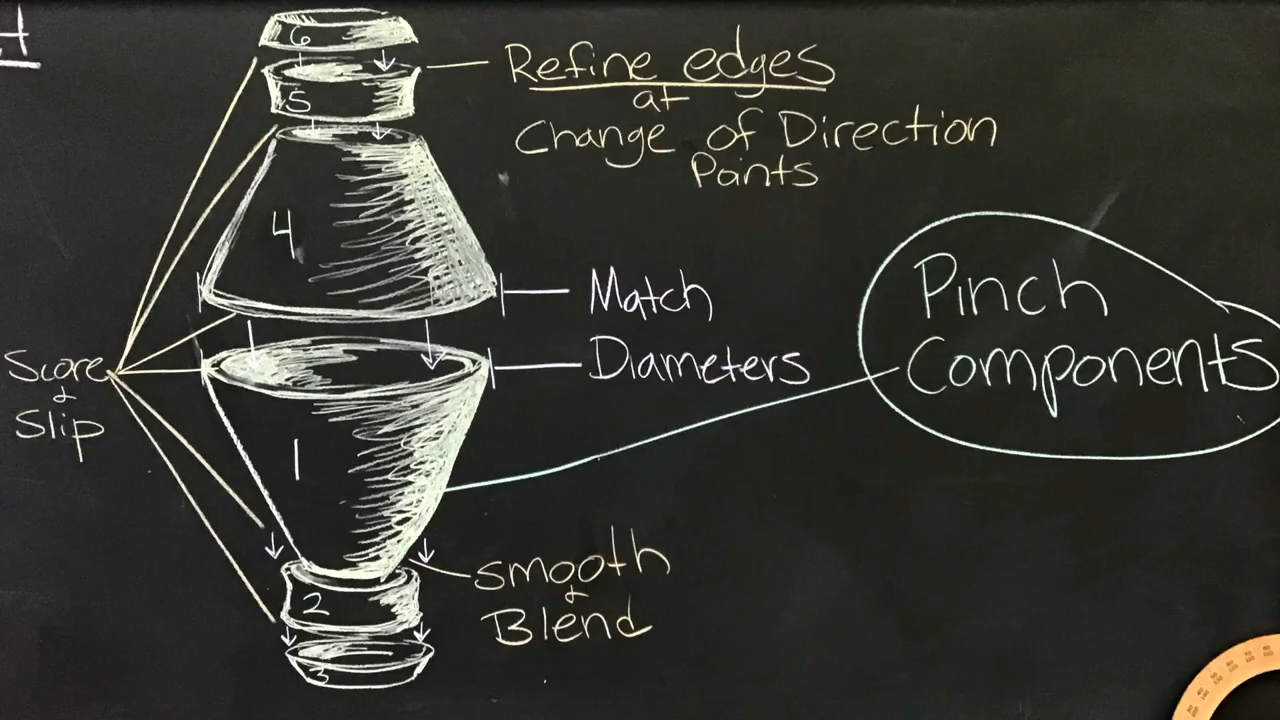 6
5
Refine edges
at
Change of Direction
Points
4
Match
Diameters
Pinch
Components
Score
&
Slip
1
smooth
&
Blend
2
3